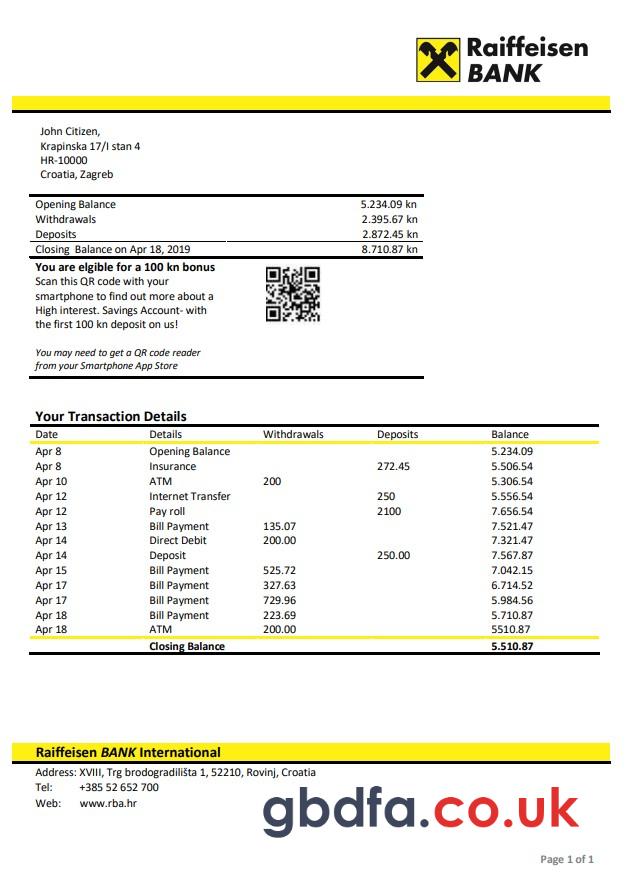 Raiffeisen
BANK
John Citizen,
Krapinska 17/I stan 4
HR-10000
Croatia, Zagreb
Opening Balance 5.234.09 kn
Withdrawals 2.395.67 kn
Deposits 2.872.45 kn
Closing Balance on Apr 18, 2019 8.710.87 kn
You are elgible for a 100 kn bonus
Scan this QR code with your
smartphone to find out more about a
High interest. Savings Account- with
the first 100 kn deposit on us!
You may need to get a QR code reader
from your Smartphone App Store
Your Transaction Details
Date Details Withdrawals Deposits Balance
Apr 8 Opening Balance 5.234.09
Apr 8 Insurance 272.45 5.506.54
Apr 10 ATM 200 5.306.54
Apr 12 Internet Transfer 250 5.556.54
Apr 12 Pay roll 2100 7.656.54
Apr 13 Bill Payment 135.07 7.521.47
Apr 14 Direct Debit 200.00 7.321.47
Apr 14 Deposit 250.00 7.567.87
Apr 15 Bill Payment 525.72 7.042.15
Apr 17 Bill Payment 327.63 6.714.52
Apr 17 Bill Payment 729.96 5.984.56
Apr 18 Bill Payment 223.69 5.710.87
Apr 18 ATM 200.00 5510.87
Closing Balance 5.510.87
Raiffeisen BANK International
Address: XVIII, Trg brodogradilišta 1, 52210, Rovinj, Croatia
Tel: +385 52 652 700
Web: www.rba.hr
gbdfa.co.uk
Page 1 of 1